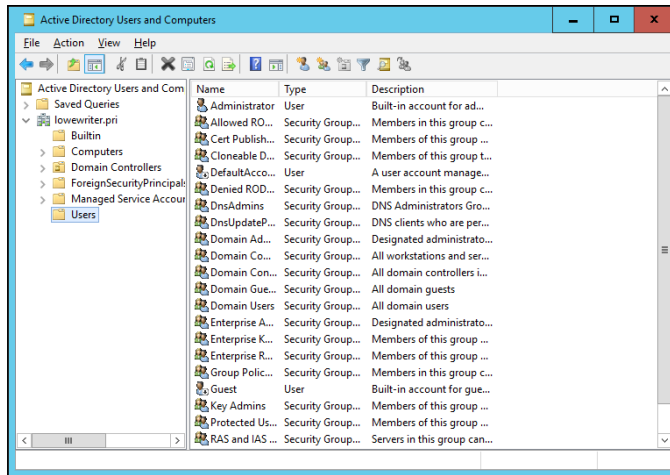 Active Directory Users and Computers
File Action View Help
Active Directory Users and Com
Saved Queries
lowewriter.pri
Builtin
Computers
Domain Controllers
ForeignSecurityPrincipals
Managed Service Accour
Users
Name Type Description
Administrator User Built-in account for ad...
Allowed RO... Security Group... Members in this group c...
Cert Publish... Security Group... Members of this group ...
Cloneable D... Security Group... Members of this group t...
DefaultAcco... User A user account manage...
Denied ROD... Security Group... Members in this group c...
DnsAdmins Security Group... DNS Administrators Gro...
DnsUpdateP... Security Group... DNS clients who are per...
Domain Ad... Security Group... Designated administrato...
Domain Co... Security Group... All workstations and ser...
Domain Con... Security Group... All domain controllers i...
Domain Gue... Security Group... All domain guests
Domain Users Security Group... All domain users
Enterprise A... Security Group... Designated administrato...
Enterprise K... Security Group... Members of this group ...
Enterprise R... Security Group... Members of this group ...
Group Polic... Security Group... Members in this group c...
Guest User Built-in account for gue...
Key Admins Security Group... Members of this group ...
Protected Us... Security Group... Members of this group ...
RAS and IAS ... Security Group... Servers in this group can...